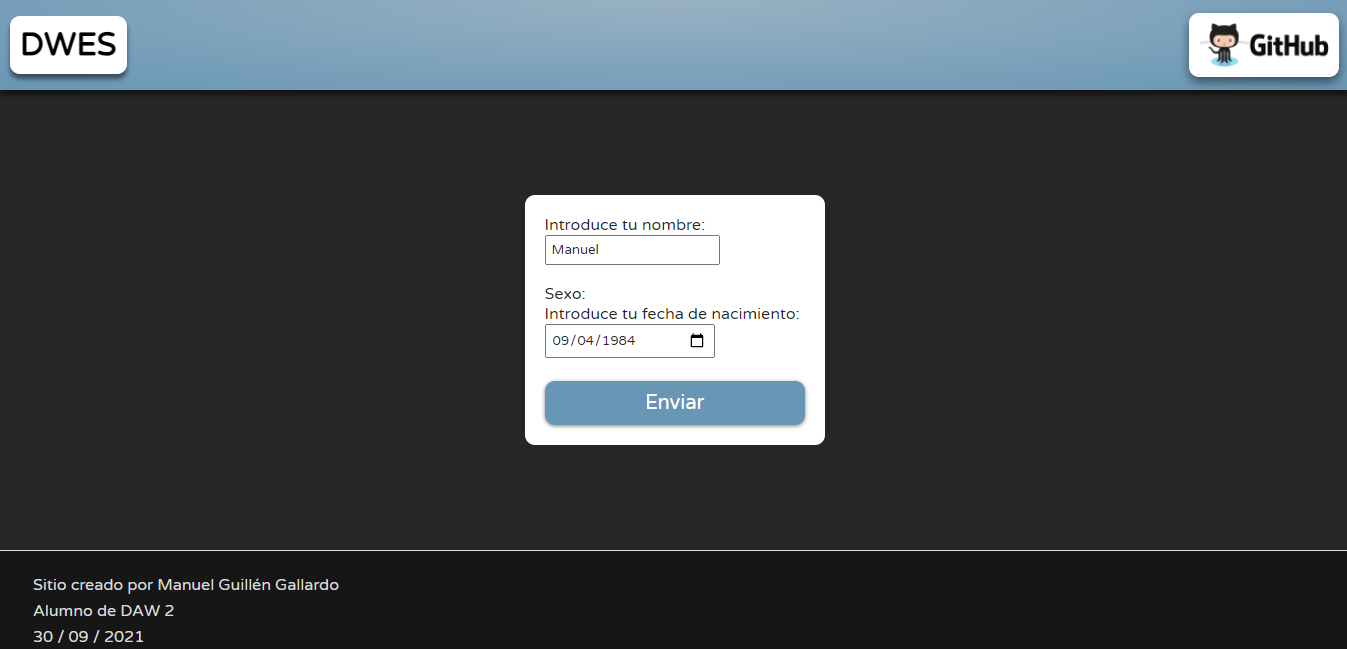 DWES
GitHub
Introduce tu nombre:
Manuel
Sexo:
Introduce tu fecha de nacimiento:
09/04/1984
Enviar
Sitio creado por Manuel Guillén Gallardo
Alumno de DAW 2
30 / 09 / 2021